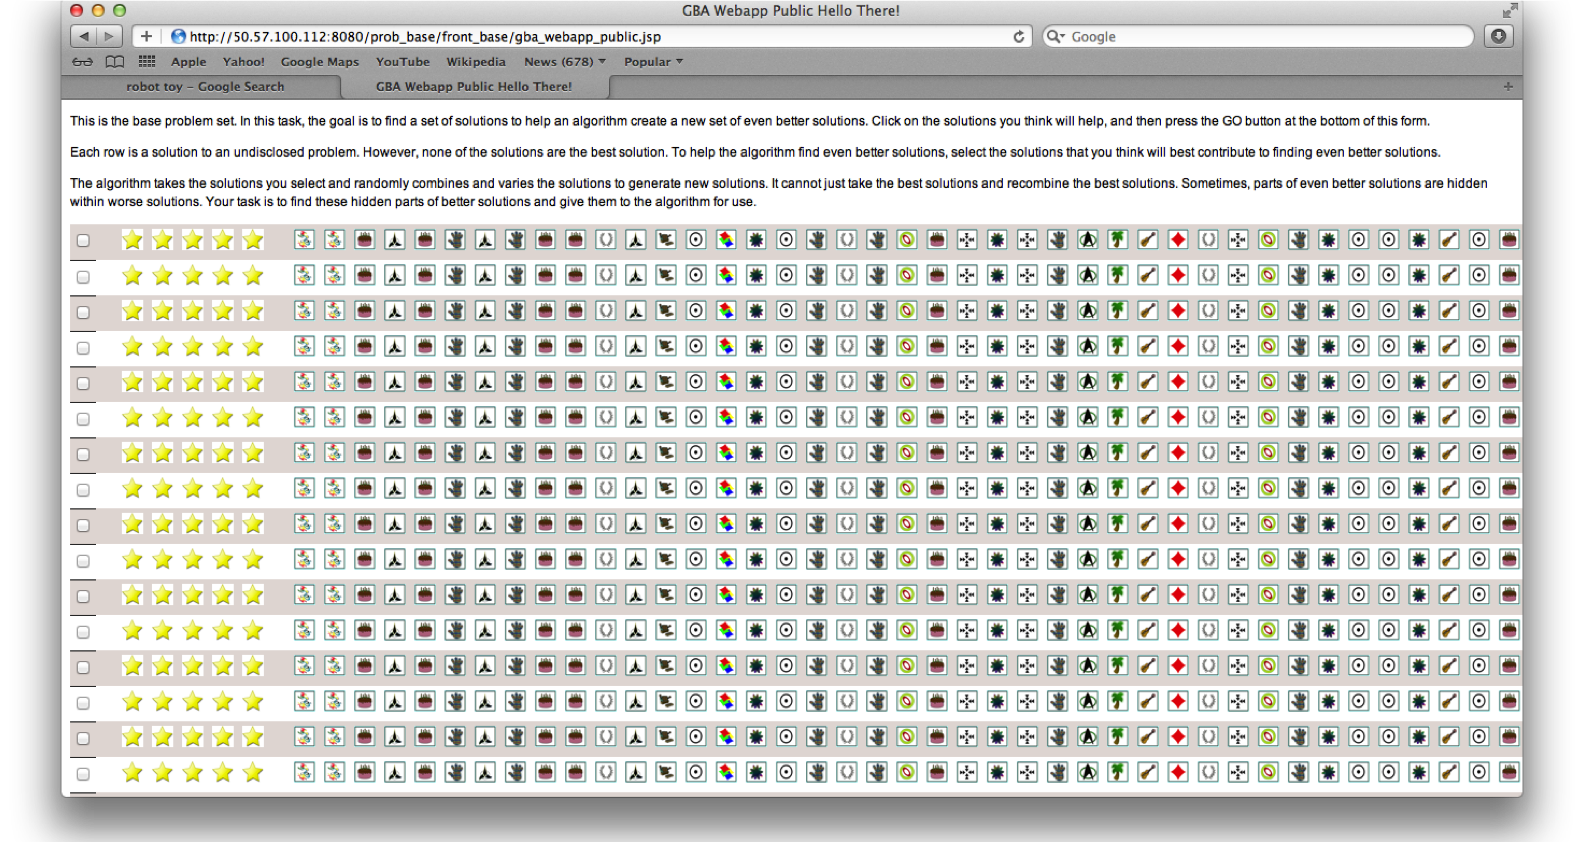 GBA Webapp Public Hello There!
http://50.57.100.112:8080/prob_base/front_base/gba_webapp_public.jsp
Google
Apple Yahoo! Google Maps YouTube Wikipedia News (678) Popular
robot toy – Google Search
GBA Webapp Public Hello There!
This is the base problem set. In this task, the goal is to find a set of solutions to help an algorithm create a new set of even better solutions. Click on the solutions you think will help, and then press the GO button at the bottom of this form.
Each row is a solution to an undisclosed problem. However, none of the solutions are the best solution. To help the algorithm find even better solutions, select the solutions that you think will best contribute to finding even better solutions.
The algorithm takes the solutions you select and randomly combines and varies the solutions to generate new solutions. It cannot just take the best solutions and recombine the best solutions. Sometimes, parts of even better solutions are hidden
within worse solutions. Your task is to find these hidden parts of better solutions and give them to the algorithm for use.